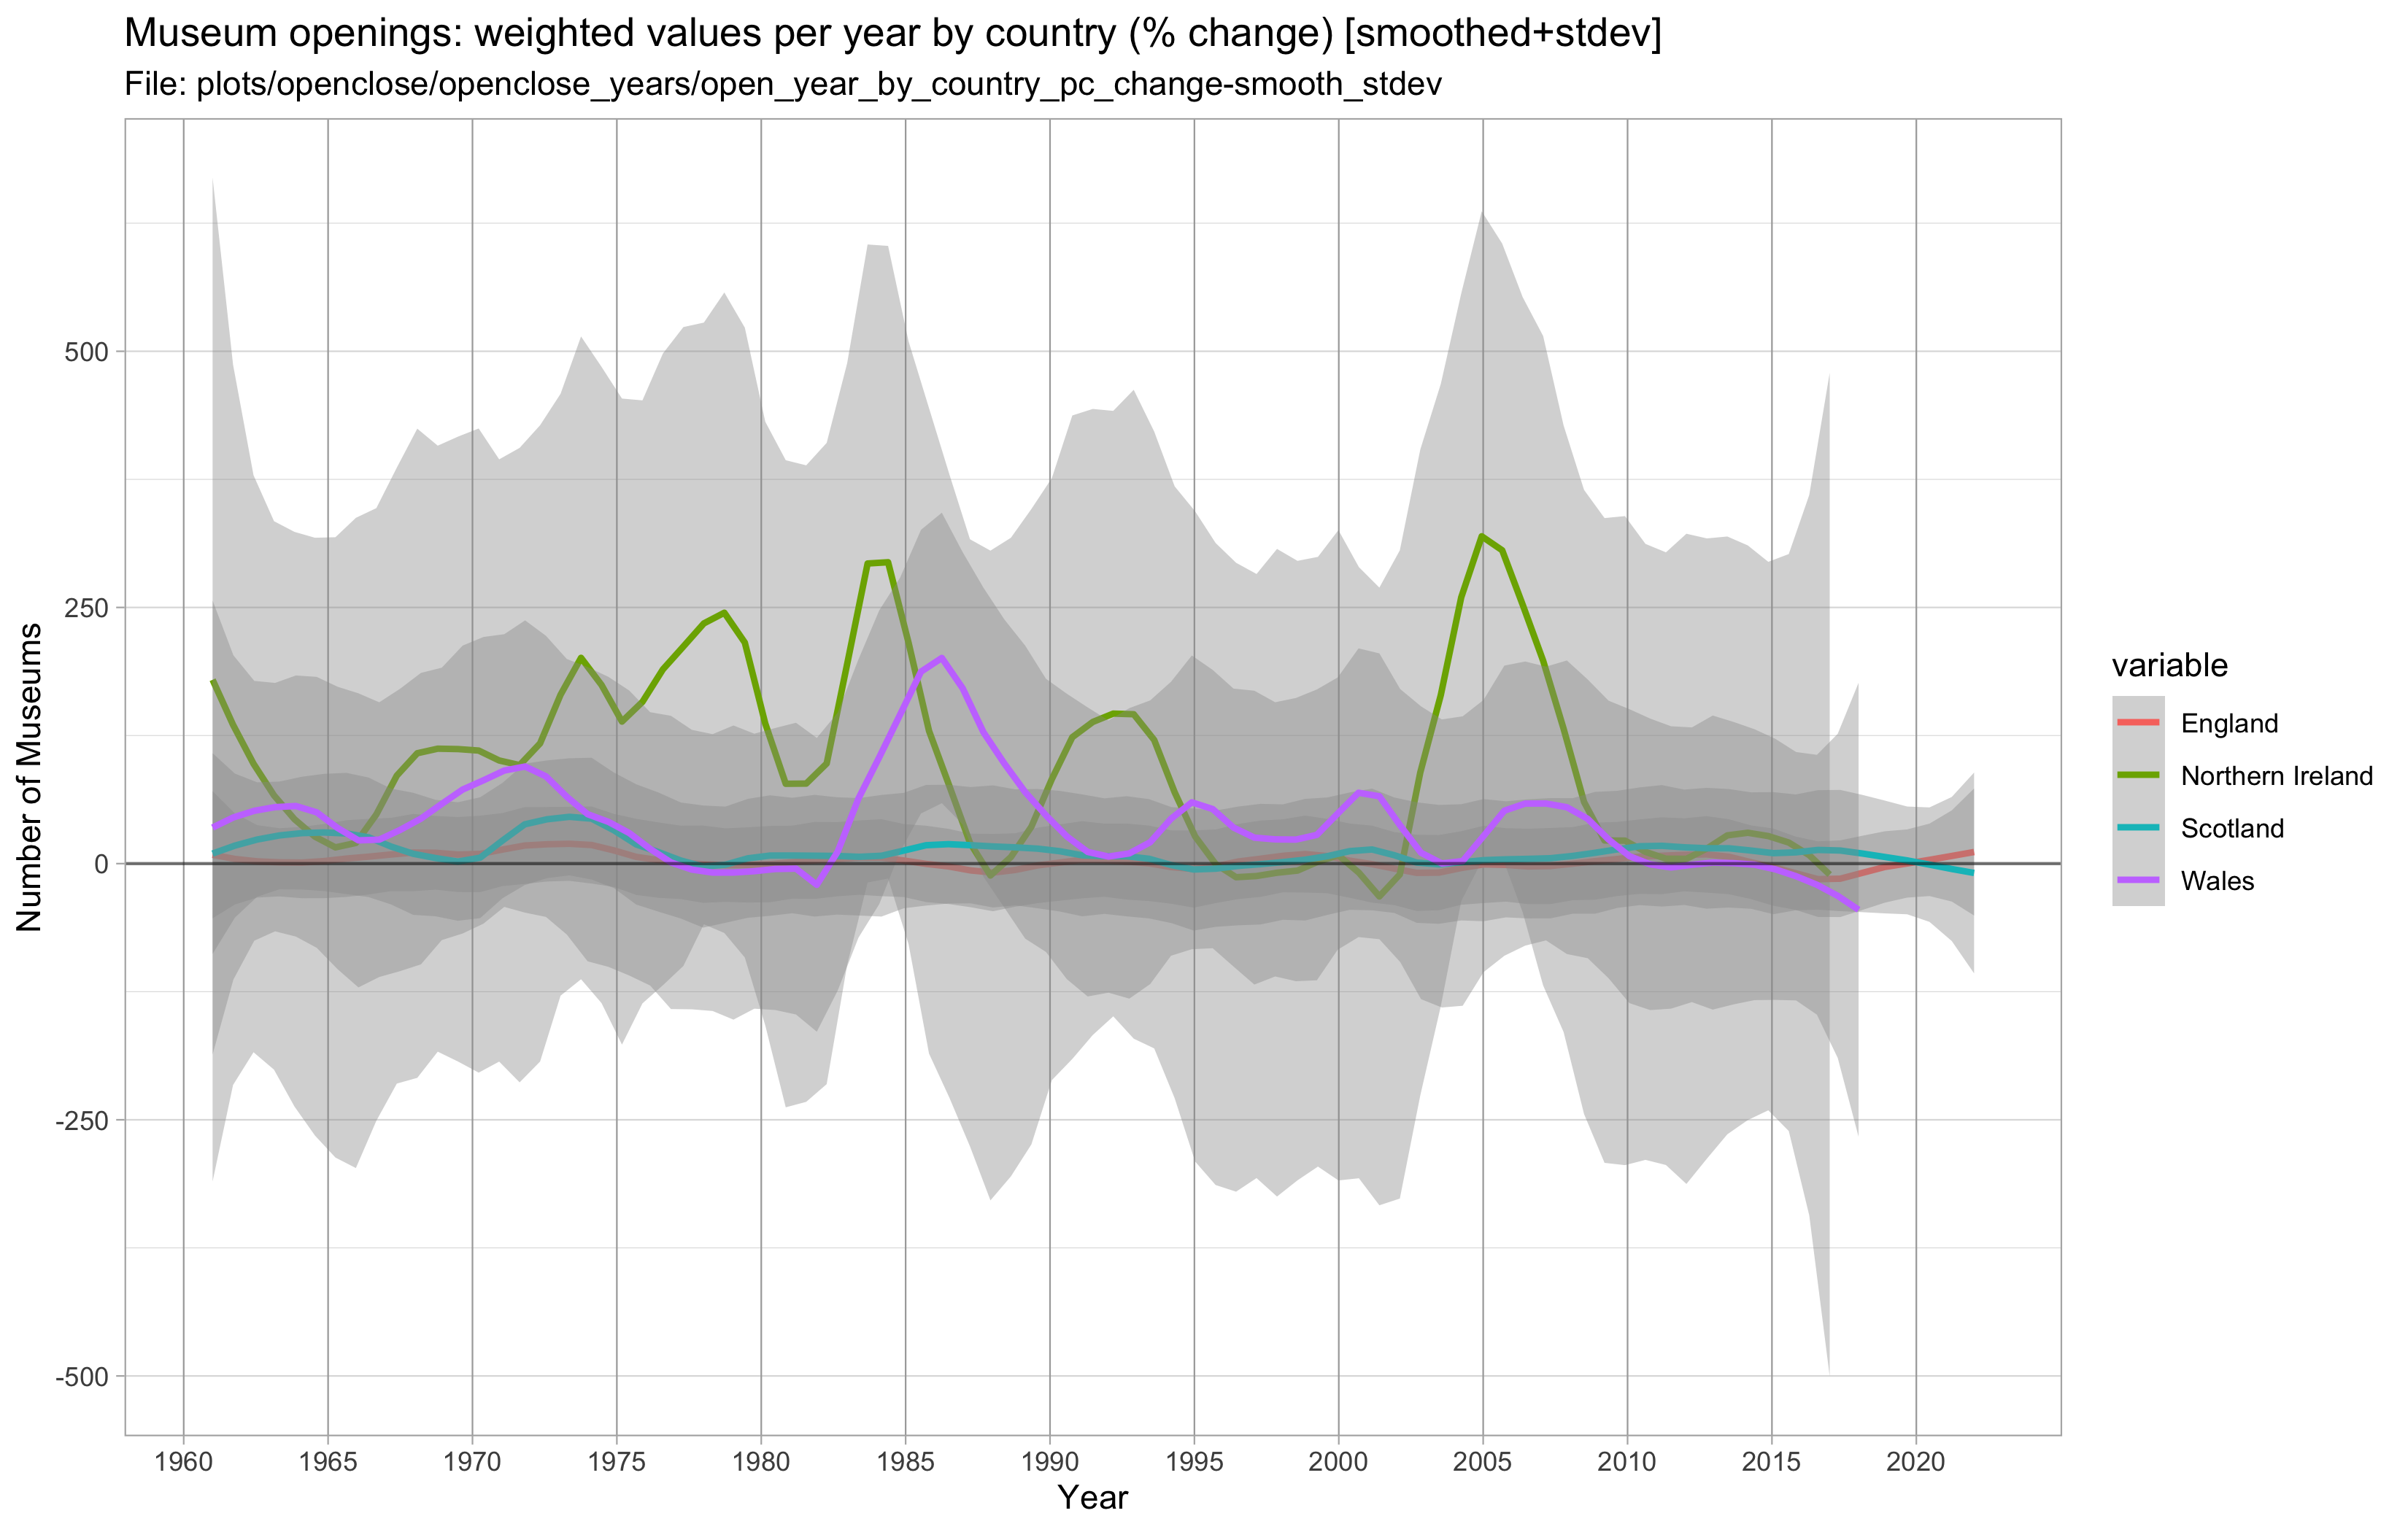 Museum openings: weighted values per year by country (% change) [smoothed+stdev]
File: plots/openclose/openclose_years/open_year_by_country_pc_change-smooth_stdev
Number of Museums
500
250
0
-250
-500
1960 1965 1970 1975 1980 1985 1990 1995 2000 2005 2010 2015 2020
Year
variable
England
Northern Ireland
Scotland
Wales